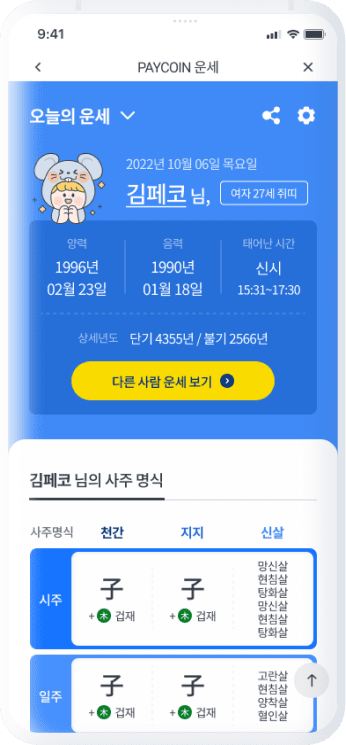 9:41
PAYCOIN 운세
오늘의 운세
2022년 10월 06일 목요일
김페코 님, 여자 27세 쥐띠
양력 음력 태어난 시간
1996년 1990년 신시
02월 23일 01월 18일 15:31~17:30
상세년도 단기 4355년 / 불기 2566년
다른 사람 운세 보기
김페코 님의 사주 명식
사주명식 천간 지지 신살
시주
子
+木 겁재
子
+木 겁재
망신살
현침살
탕화살
망신살
현침살
탕화살
일주
子
+木 겁재
子
+木 겁재
고란살
현침살
양착살
혈인살